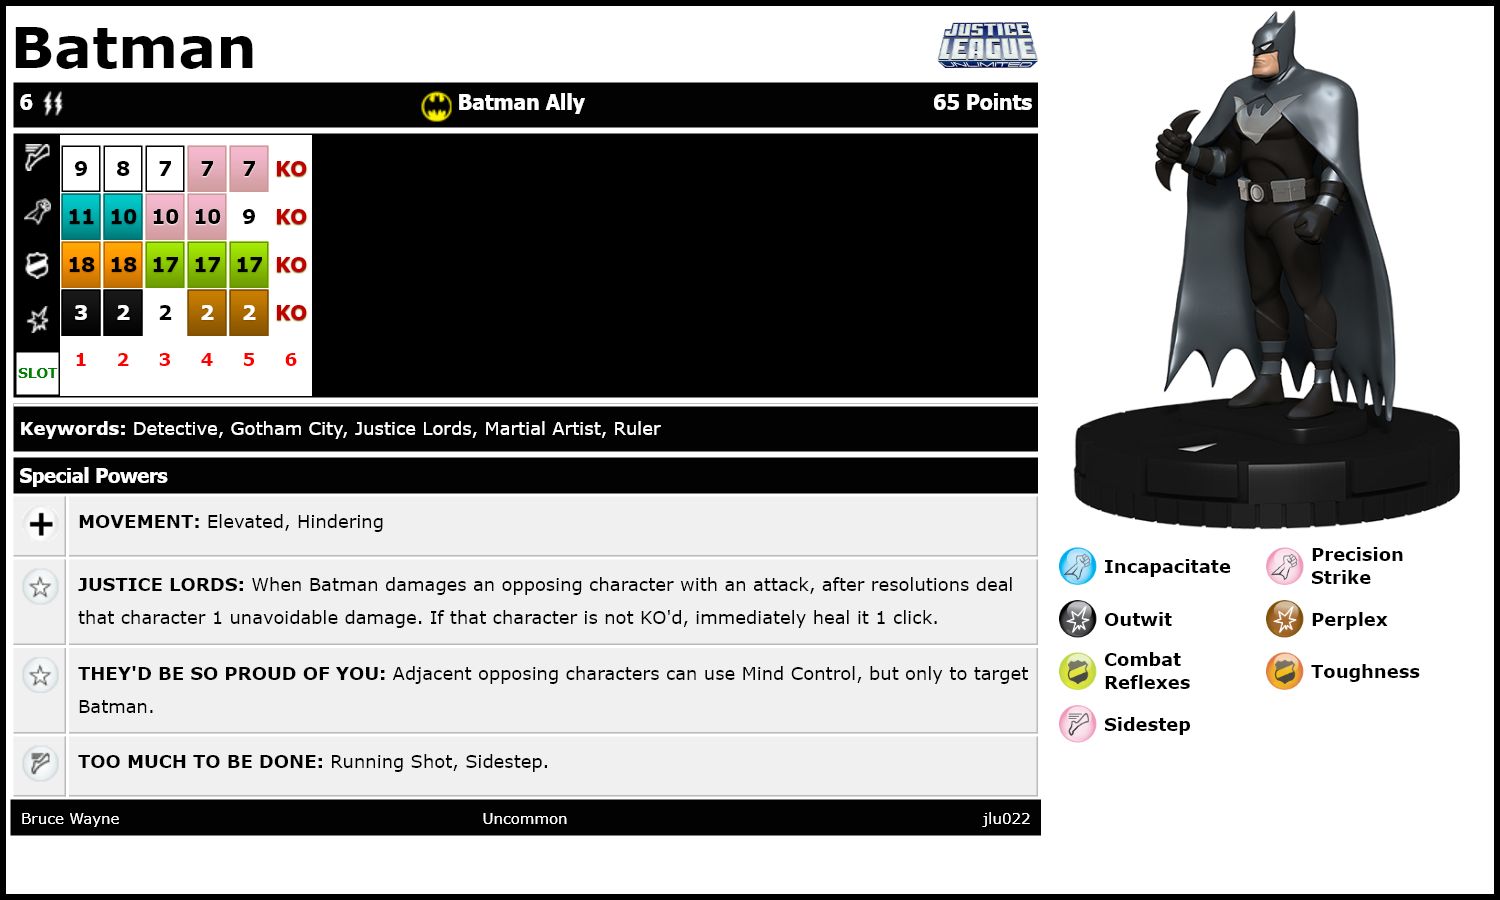 Batman
JUSTICE
LEAGUE
UNLIMITED
6 Batman Ally 65 Points
9 8 7 7 7 KO
11 10 10 10 9 KO
18 18 17 17 17 KO
3 2 2 2 2 KO
SLOT 1 2 3 4 5 6
Keywords: Detective, Gotham City, Justice Lords, Martial Artist, Ruler
Special Powers
MOVEMENT: Elevated, Hindering
JUSTICE LORDS: When Batman damages an opposing character with an attack, after resolutions deal
that character 1 unavoidable damage. If that character is not KO'd, immediately heal it 1 click.
THEY'D BE SO PROUD OF YOU: Adjacent opposing characters can use Mind Control, but only to target
Batman.
TOO MUCH TO BE DONE: Running Shot, Sidestep.
Bruce Wayne Uncommon jlu022
Incapacitate
Precision
Strike
Outwit
Perplex
Combat
Reflexes
Toughness
Sidestep